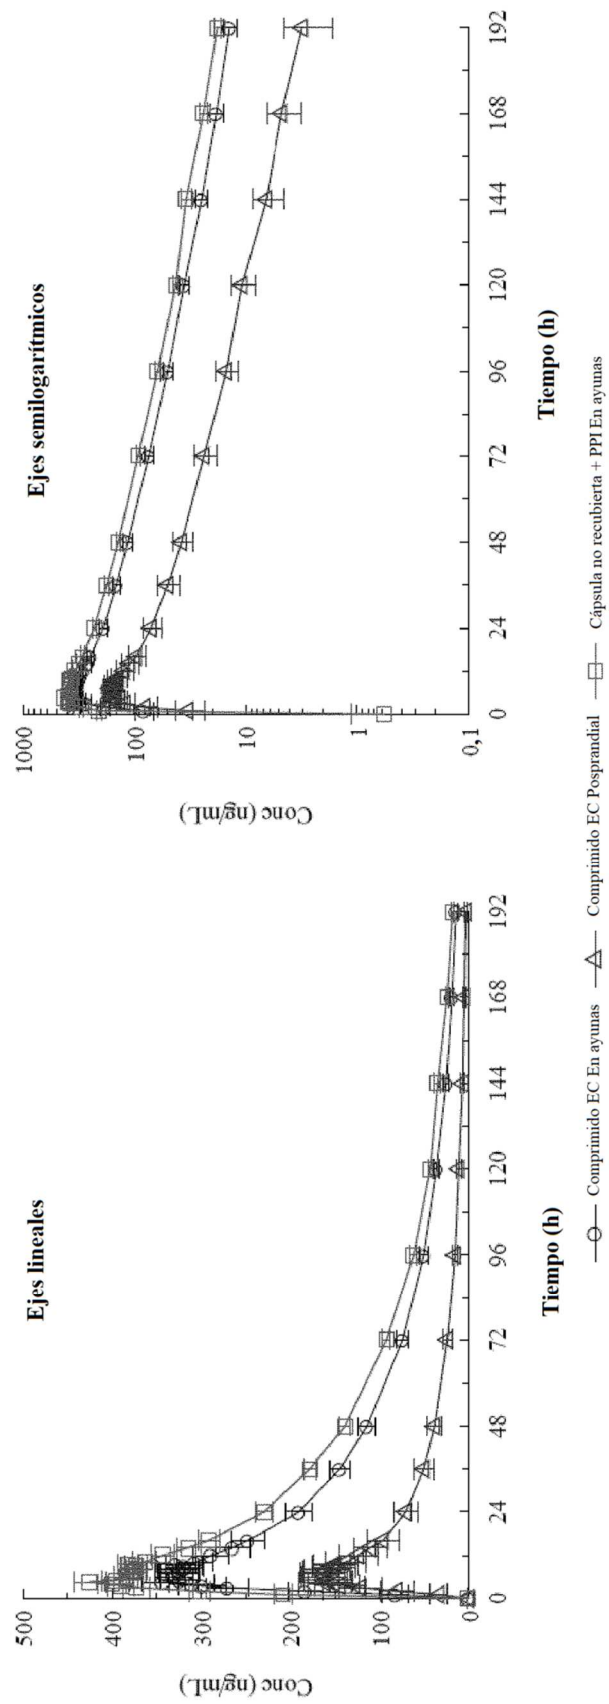 Ejes lineales
500
400
300
200
100
0
Conc (ng/mL)
0 24 48 72 96 120 144 168 192
Tiempo (h)
Ejes semilogarítmicos
1000
100
10
1
0,1
Conc (ng/mL)
0 24 48 72 96 120 144 168 192
Tiempo (h)
Comprimido EC En ayunas Comprimido EC Posprandial Cápsula no recubierta + PPI En ayunas